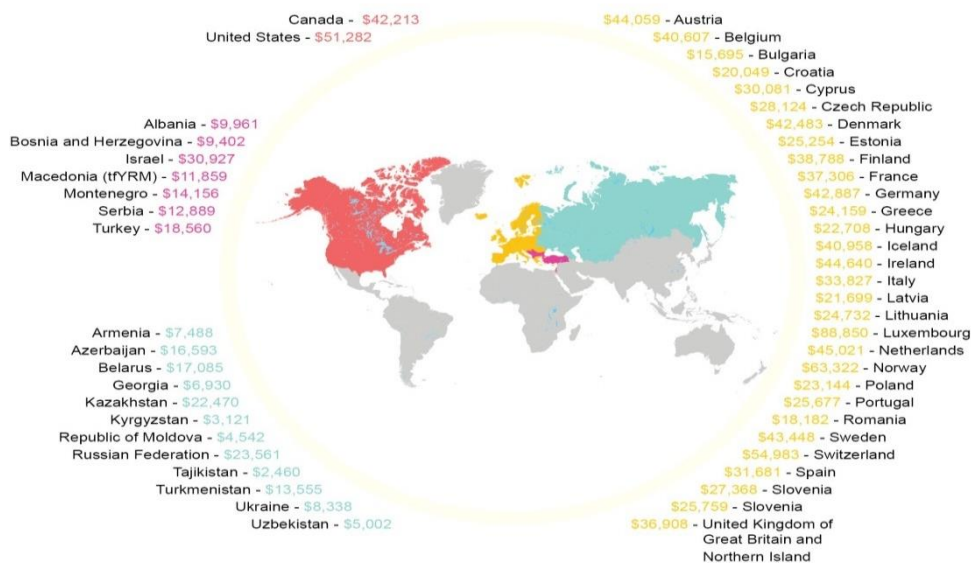 Canada - $42,213
United States - $51,282
Albania - $9,961
Bosnia and Herzegovina - $9,402
Israel - $30,927
Macedonia (tfYRM) - $11,859
Montenegro - $14,156
Serbia - $12,889
Turkey - $18,560
Armenia - $7,488
Azerbaijan - $16,593
Belarus - $17,085
Georgia - $6,930
Kazakhstan - $22,470
Kyrgyzstan - $3,121
Republic of Moldova - $4,542
Russian Federation - $23,561
Tajikistan - $2,460
Turkmenistan - $13,555
Ukraine - $8,338
Uzbekistan - $5,002
$44,059 - Austria
$40,607 - Belgium
$15,695 - Bulgaria
$20,049 - Croatia
$30,081 - Cyprus
$28,124 - Czech Republic
$42,483 - Denmark
$25,254 - Estonia
$38,788 - Finland
$37,306 - France
$42,887 - Germany
$24,159 - Greece
$22,708 - Hungary
$40,958 - Iceland
$44,640 - Ireland
$33,827 - Italy
$21,699 - Latvia
$24,732 - Lithuania
$88,850 - Luxembourg
$45,021 - Netherlands
$63,322 - Norway
$23,144 - Poland
$25,677 - Portugal
$18,182 - Romania
$43,448 - Sweden
$54,983 - Switzerland
$31,681 - Spain
$27,368 - Slovenia
$25,759 - Slovenia
$36,908 - United Kingdom of
Great Britain and
Northern Island